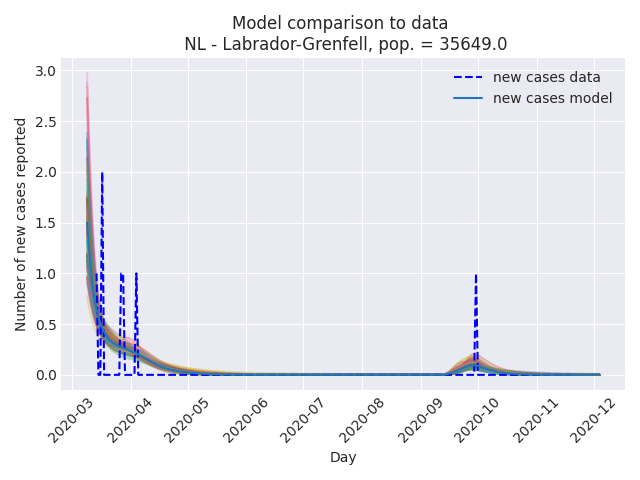 Model comparison to data
NL - Labrador-Grenfell, pop. = 35649.0
new cases data
new cases model
Number of new cases reported
3.0
2.5
2.0
1.5
1.0
0.5
0.0
2020-03
2020-04
2020-05
2020-06
2020-07
2020-08
2020-09
2020-10
2020-11
2020-12
Day